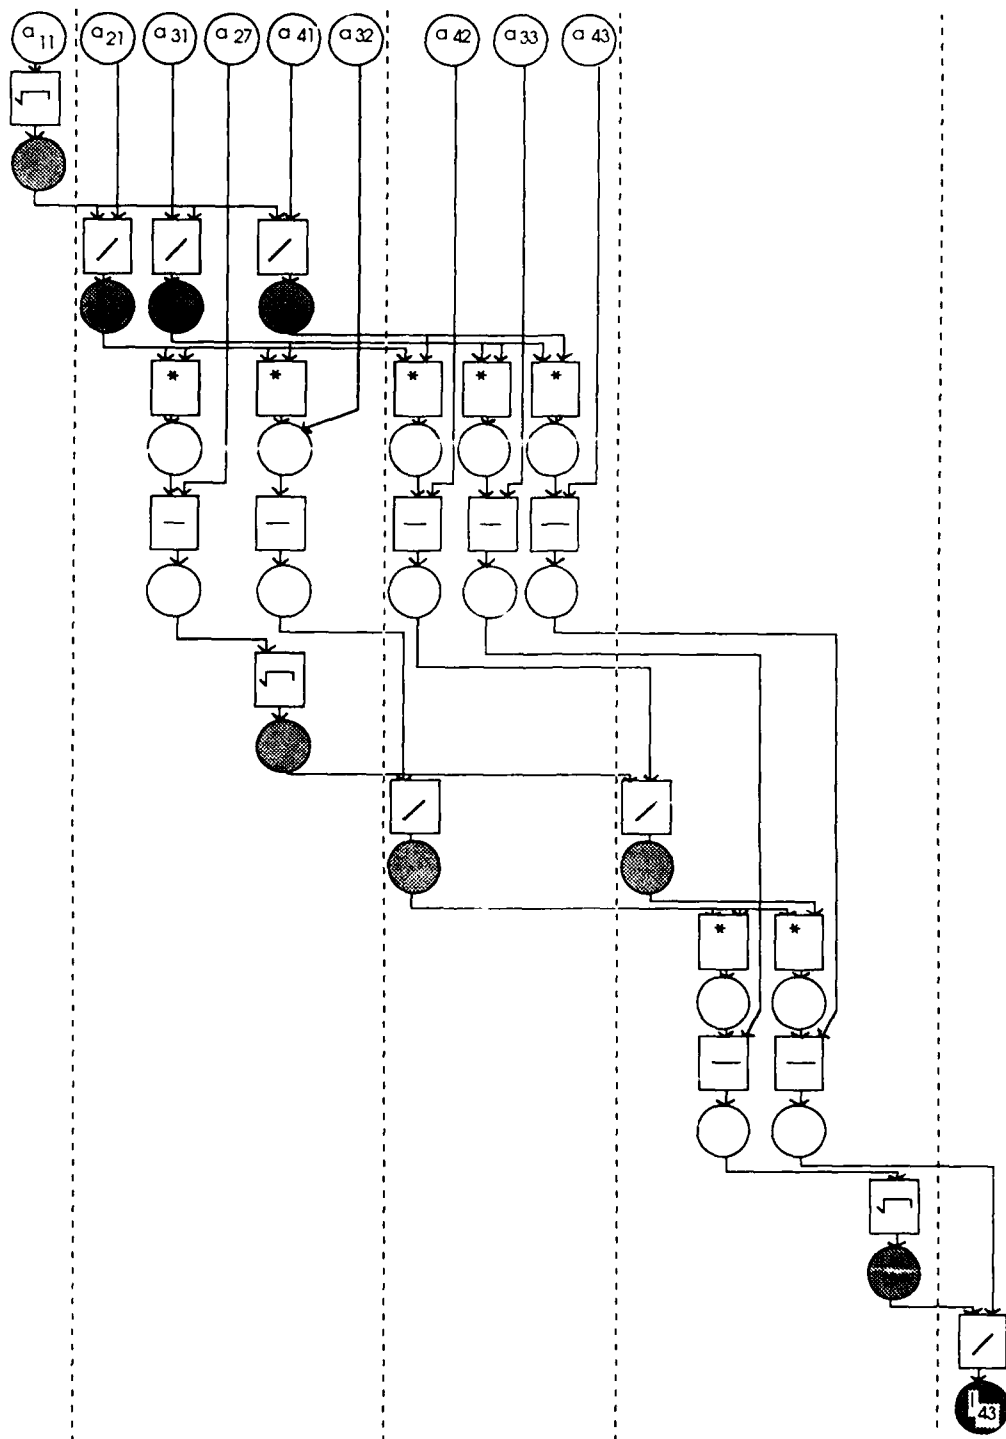 a11 a21 a31 a27 a41 a32 a42 a33 a43
/ / /
* * * * *
— — — — —
/ /
* *
— —
/
l43